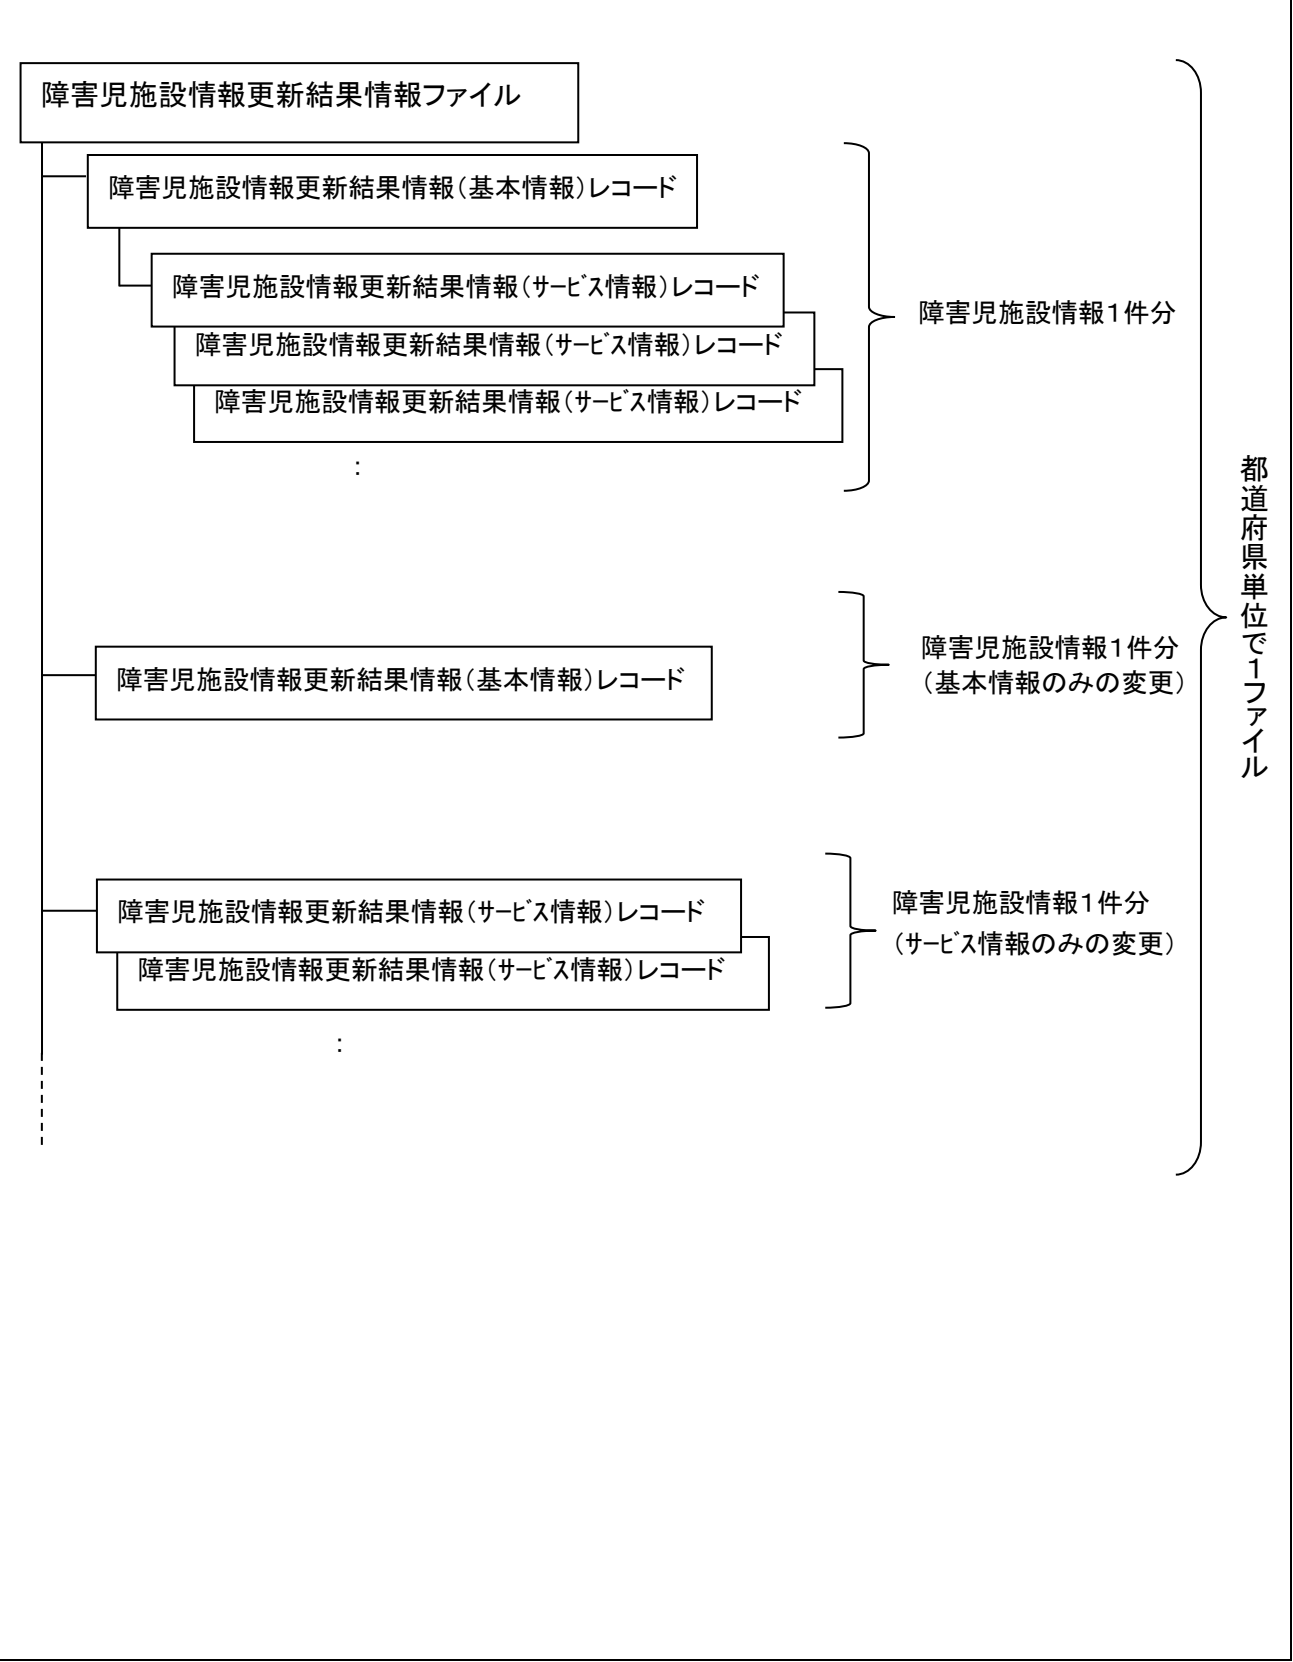 障害児施設情報更新結果情報ファイル
障害児施設情報更新結果情報(基本情報)レコード
障害児施設情報更新結果情報(ｻｰﾋﾞｽ情報)レコード
障害児施設情報更新結果情報(ｻｰﾋﾞｽ情報)レコード
障害児施設情報更新結果情報(ｻｰﾋﾞｽ情報)レコード
:
障害児施設情報１件分
障害児施設情報更新結果情報(基本情報)レコード
障害児施設情報１件分
(基本情報のみの変更)
障害児施設情報更新結果情報(ｻｰﾋﾞｽ情報)レコード
障害児施設情報更新結果情報(ｻｰﾋﾞｽ情報)レコード
:
障害児施設情報１件分
(ｻｰﾋﾞｽ情報のみの変更)
都道府県単位で１ファイル